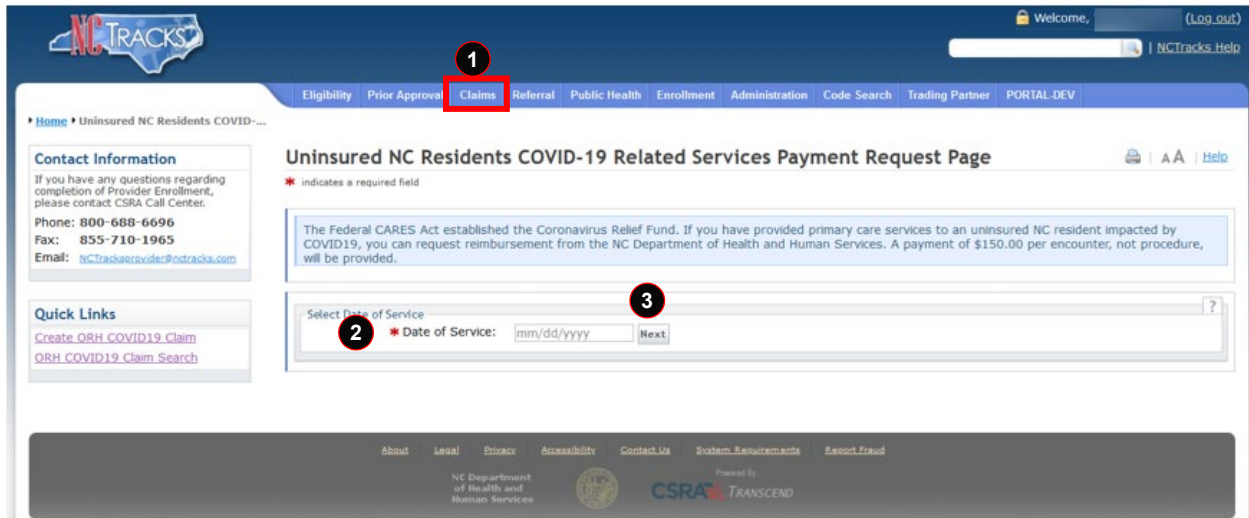 Welcome, (Log out)
NCTRACKS
| NCTracks Help
1
Eligibility Prior Approval Claims Referral Public Health Enrollment Administration Code Search Trading Partner PORTAL-DEV
Home Uninsured NC Residents COVID-...
Contact Information
If you have any questions regarding
completion of Provider Enrollment,
please contact CSRA Call Center.
Phone: 800-688-6696
Fax: 855-710-1965
Email: NCTracksprovider@nctracks.com
Quick Links
Create ORH COVID19 Claim
ORH COVID19 Claim Search
Uninsured NC Residents COVID-19 Related Services Payment Request Page
AA | Help
* indicates a required field
The Federal CARES Act established the Coronavirus Relief Fund. If you have provided primary care services to an uninsured NC resident impacted by
COVID19, you can request reimbursement from the NC Department of Health and Human Services. A payment of $150.00 per encounter, not procedure,
will be provided.
3
?
Select Date of Service
2
* Date of Service: mm/dd/yyyy Next
About Legal Privacy Accessibility Contact Us System Requirements Report Fraud
NC Department
of Health and
Human Services
Powered By
CSRA TRANSCEND